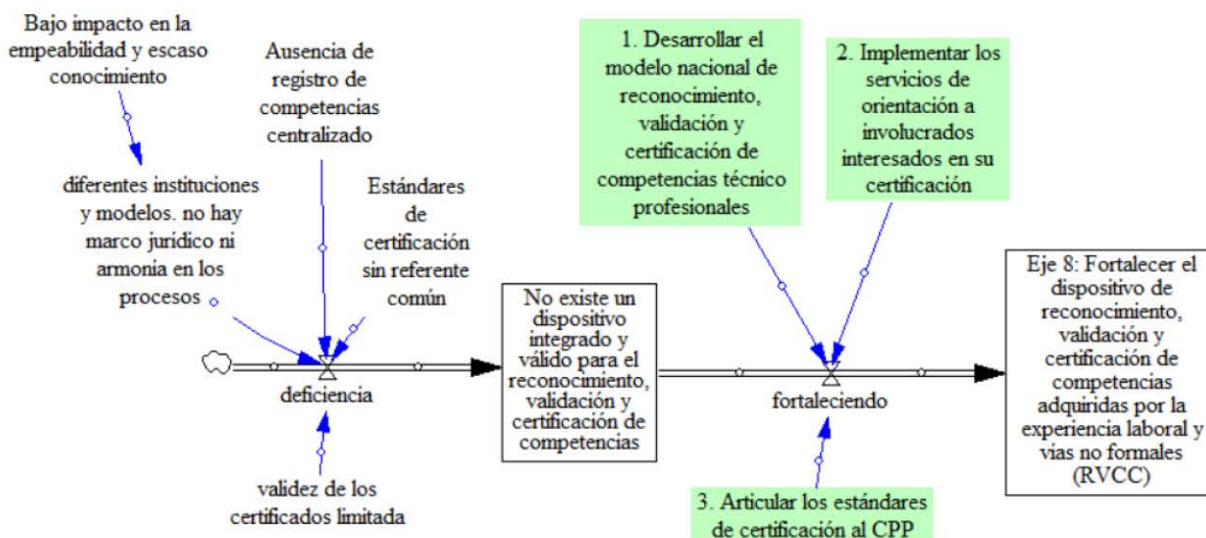 Bajo impacto en la
empeabilidad y escaso
conocimiento
Ausencia de
registro de
competencias
centralizado
diferentes instituciones
y modelos. no hay
marco jurídico ni
armonía en los
procesos
Estándares
de
certificación
sin referente
común
deficiencia
validez de los
certificados limitada
No existe un
dispositivo
integrado y
válido para el
reconocimiento,
validación y
certificación de
competencias
1. Desarrollar el
modelo nacional de
reconocimiento,
validación y
certificación de
competencias técnico
profesionales
2. Implementar los
servicios de
orientación a
involucrados
interesados en su
certificación
fortaleciendo
3. Articular los estándares
de certificación al CPP
Eje 8: Fortalecer el
dispositivo de
reconocimiento,
validación y
certificación de
competencias
adquiridas por la
experiencia laboral y
vías no formales
(RVCC)